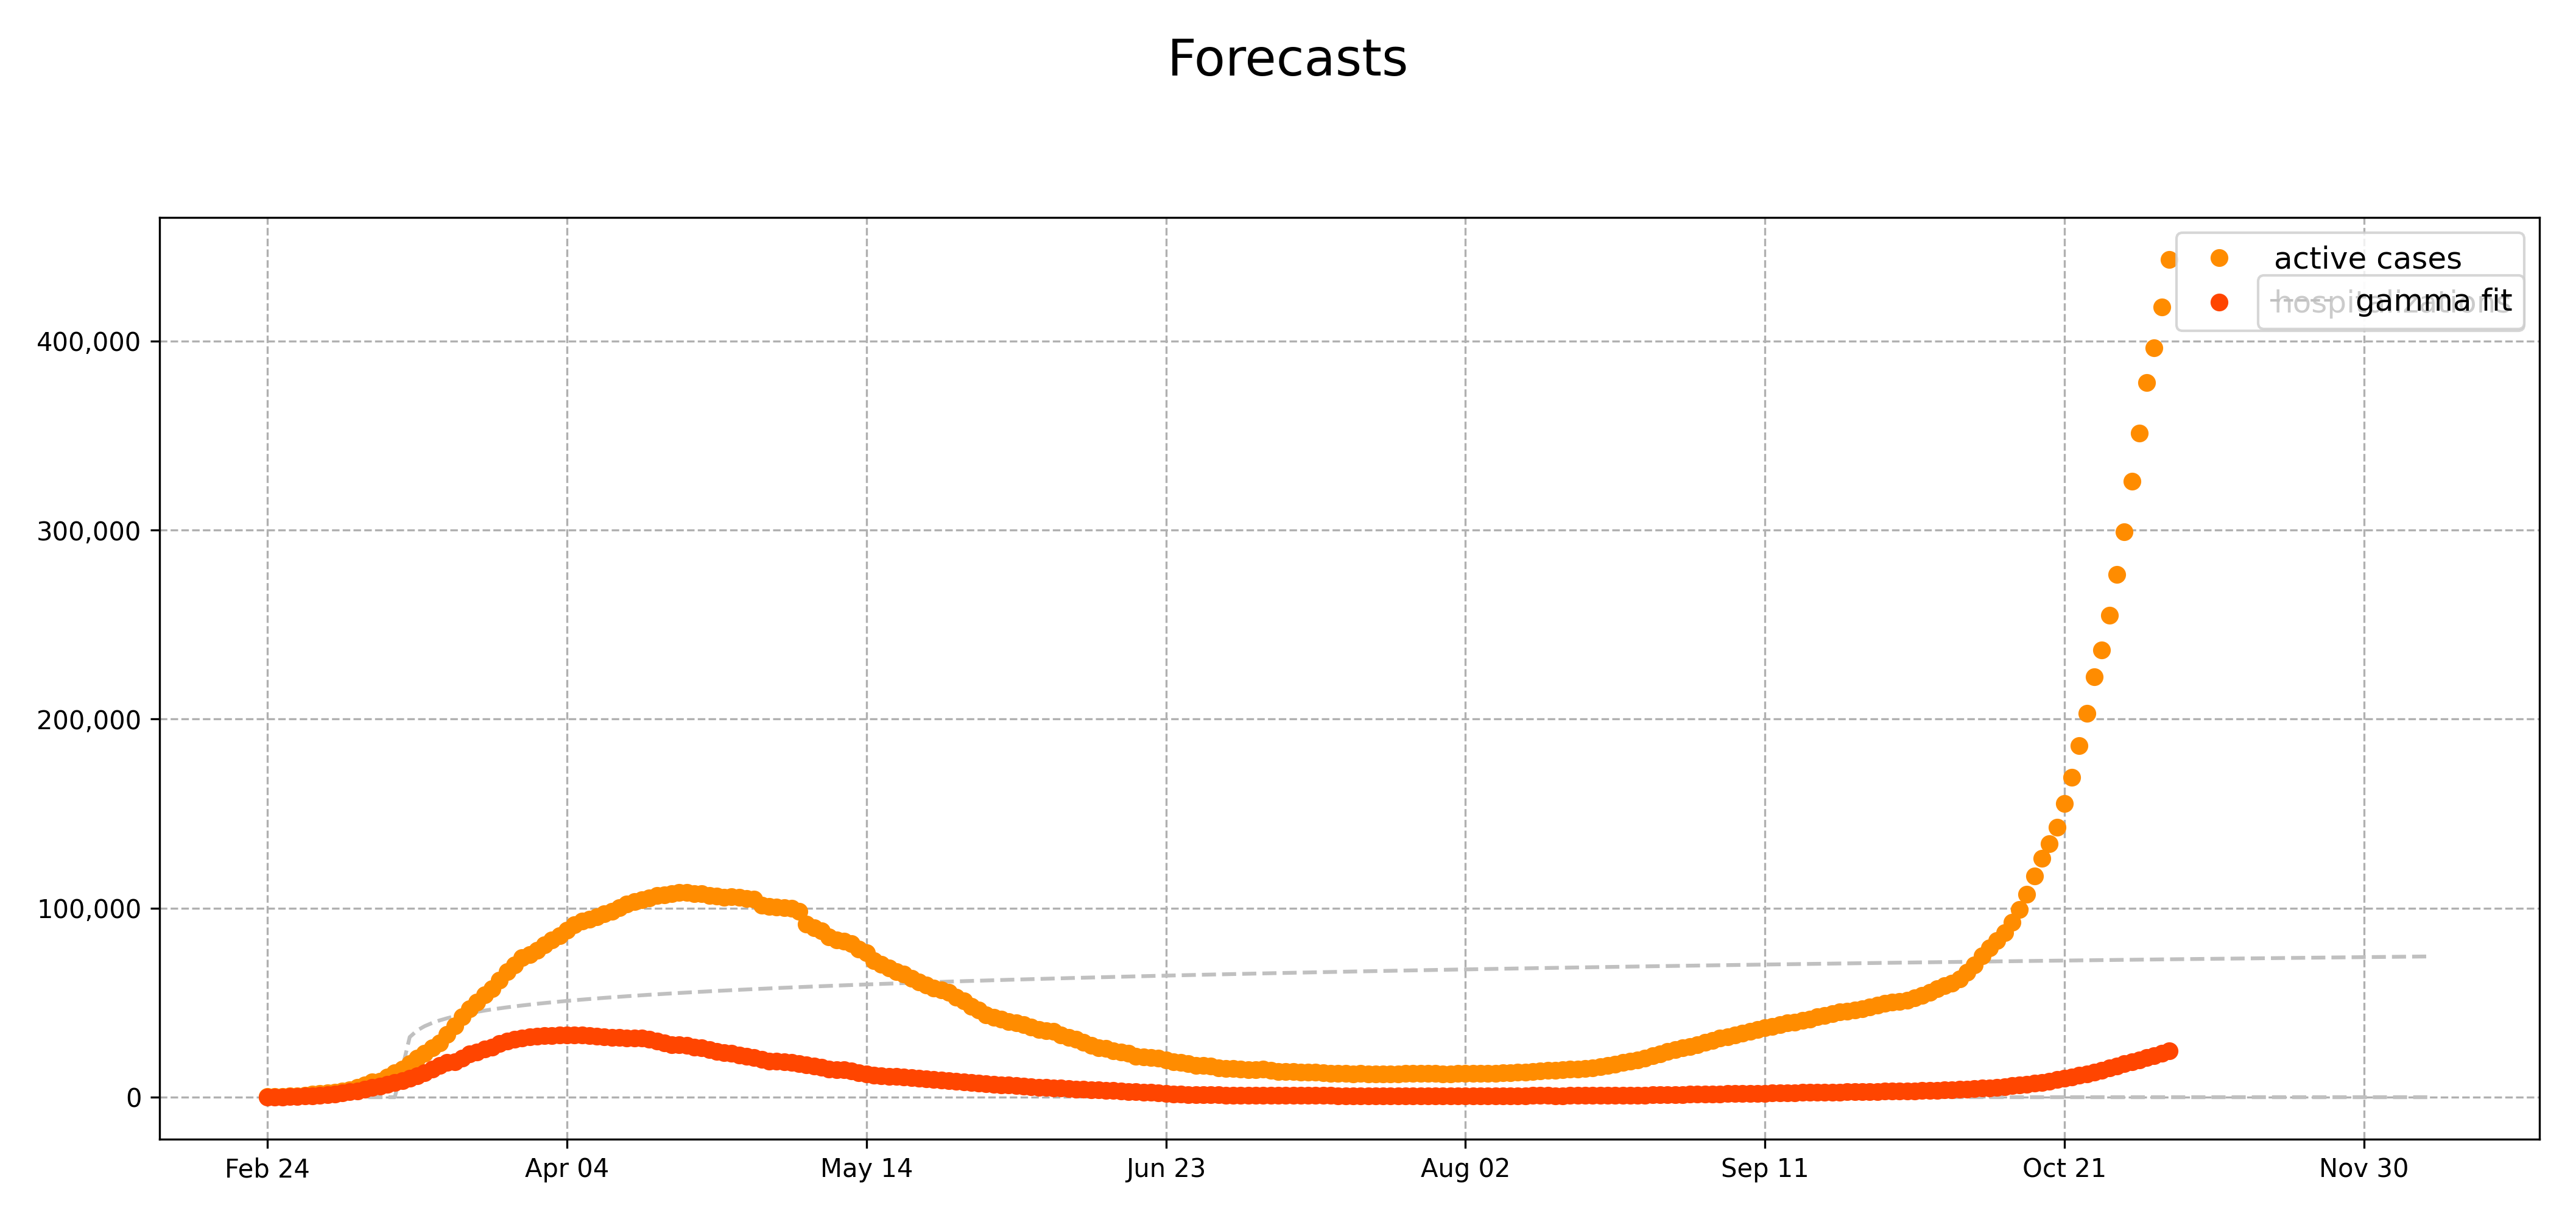 Forecasts
active cases
hospitalizations
gamma fit
400,000
300,000
200,000
100,000
0
Feb 24 Apr 04 May 14 Jun 23 Aug 02 Sep 11 Oct 21 Nov 30